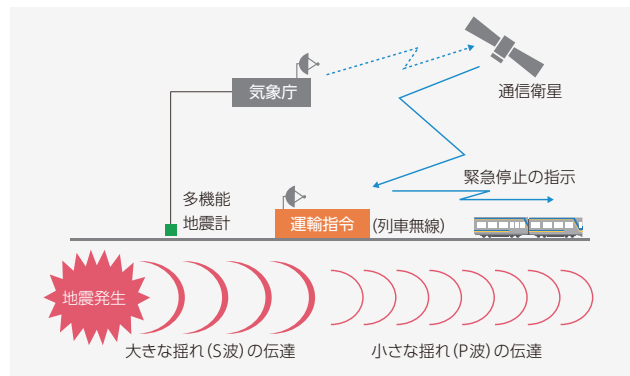 気象庁
通信衛星
緊急停止の指示
多機能
地震計
運輸指令
(列車無線)
地震発生
大きな揺れ(S波)の伝達
小さな揺れ(P波)の伝達